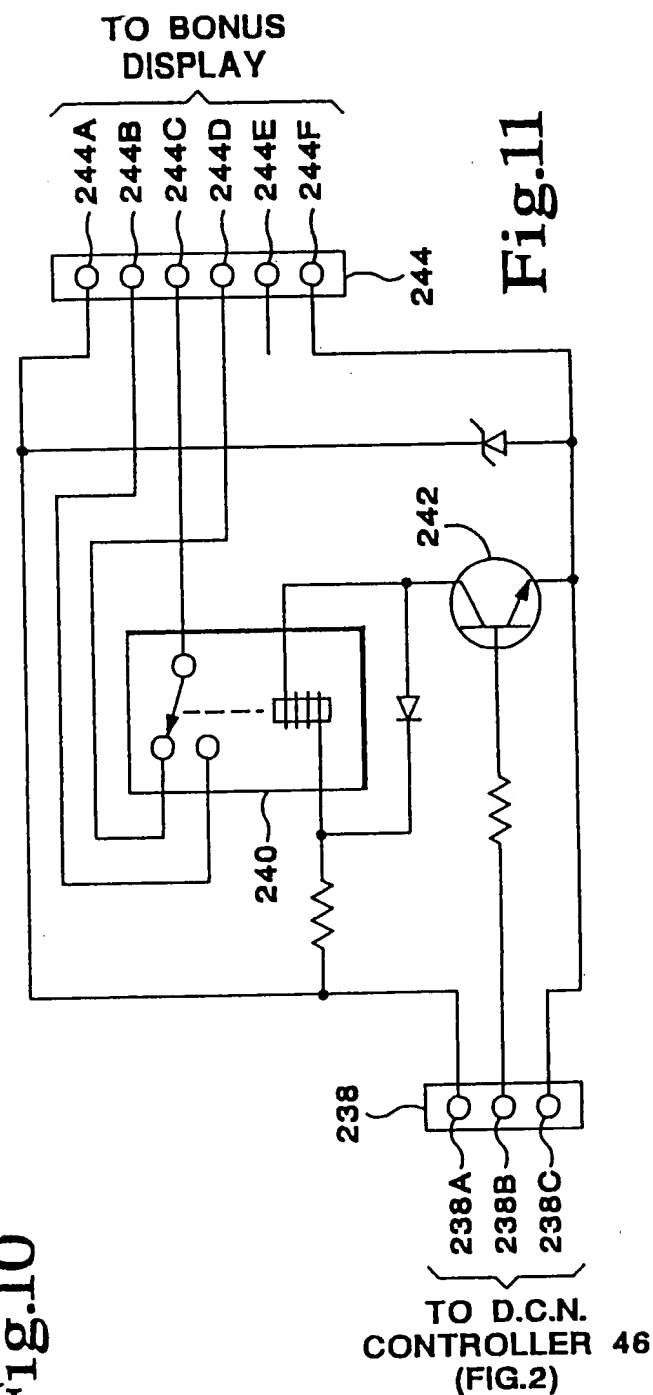 TO BONUS
DISPLAY
244A
244B
244C
244D
244E
244F
244
Fig.11
242
240
238
238A
238B
238C
TO D.C.N.
CONTROLLER 46
(FIG.2)
Fig.10